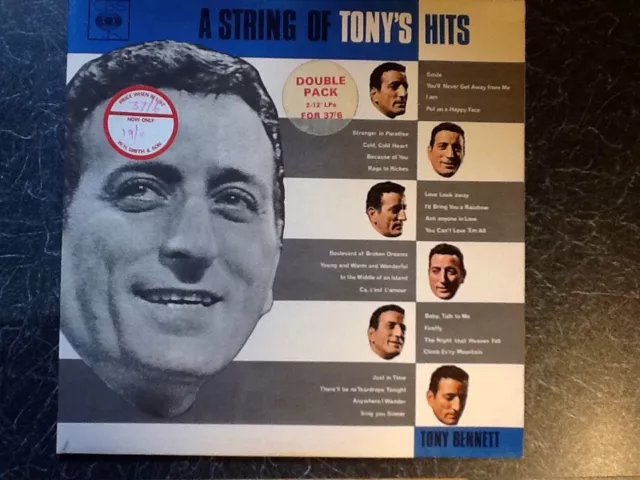 CBS
A STRING OF TONY'S HITS
PRICE WHEN NEW
37/6
NOW ONLY
19/-
W.H. SMITH & SON
DOUBLE
PACK
2-12" LPs
FOR 37/6
Smile
You'll Never Get Away From Me
I am
Put on a Happy Face
Stranger in Paradise
Cold, Cold Heart
Because of You
Rags to Riches
Love Look away
I'd Bring You a Rainbow
Ask anyone in Love
You Can't Love 'Em All
Boulevard of Broken Dreams
Young and Warm and Wonderful
In the Middle of an Island
Ca, c'est L'amour
Baby, Talk to Me
Firefly
The Night that Heaven Fell
Climb Ev'ry Mountain
Just in Time
There'll be no Teardrops Tonight
Anywhere I Wander
Sing you Sinner
TONY BENNETT